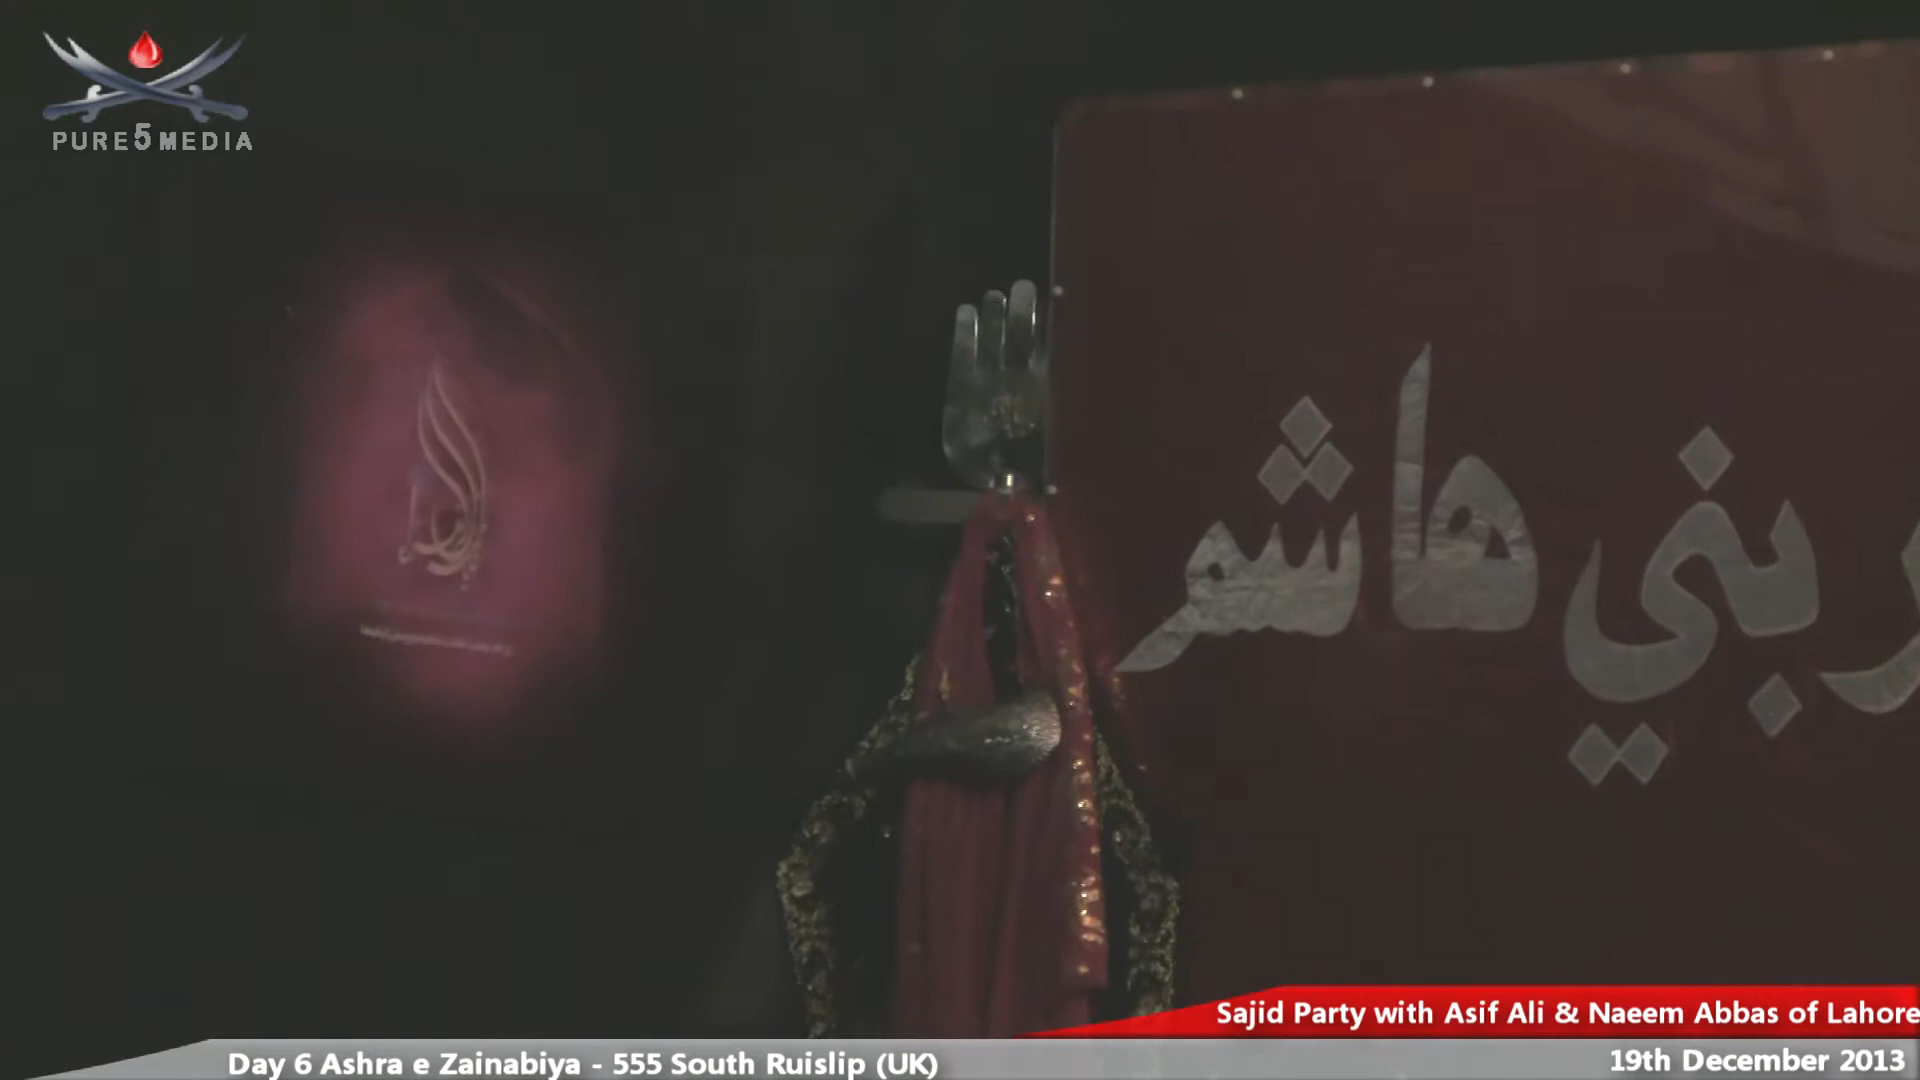 PURE5MEDIA
بني هاشم
Sajid Party with Asif Ali & Naeem Abbas of Lahore
Day 6 Ashra e Zainabiya - 555 South Ruislip (UK)
19th December 2013